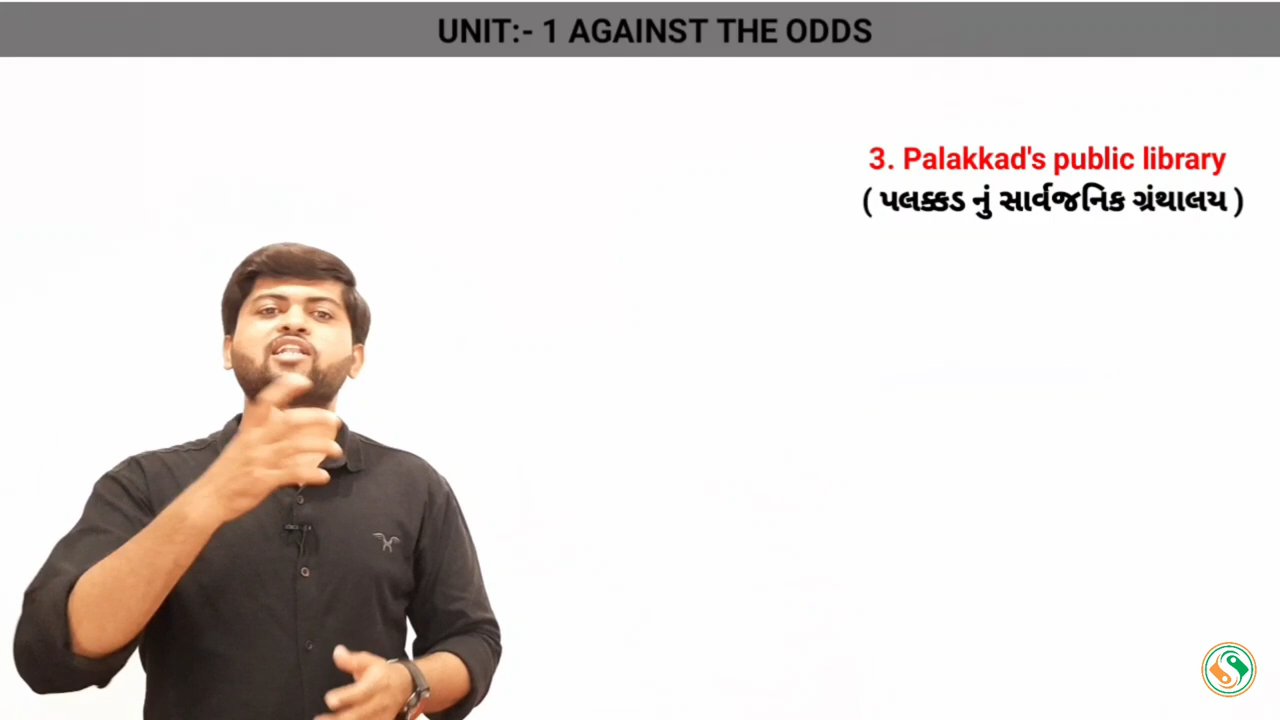 UNIT:- 1 AGAINST THE ODDS
3. Palakkad's public library
( પલક્કડ નું સાર્વજનિક ગ્રંથાલય )